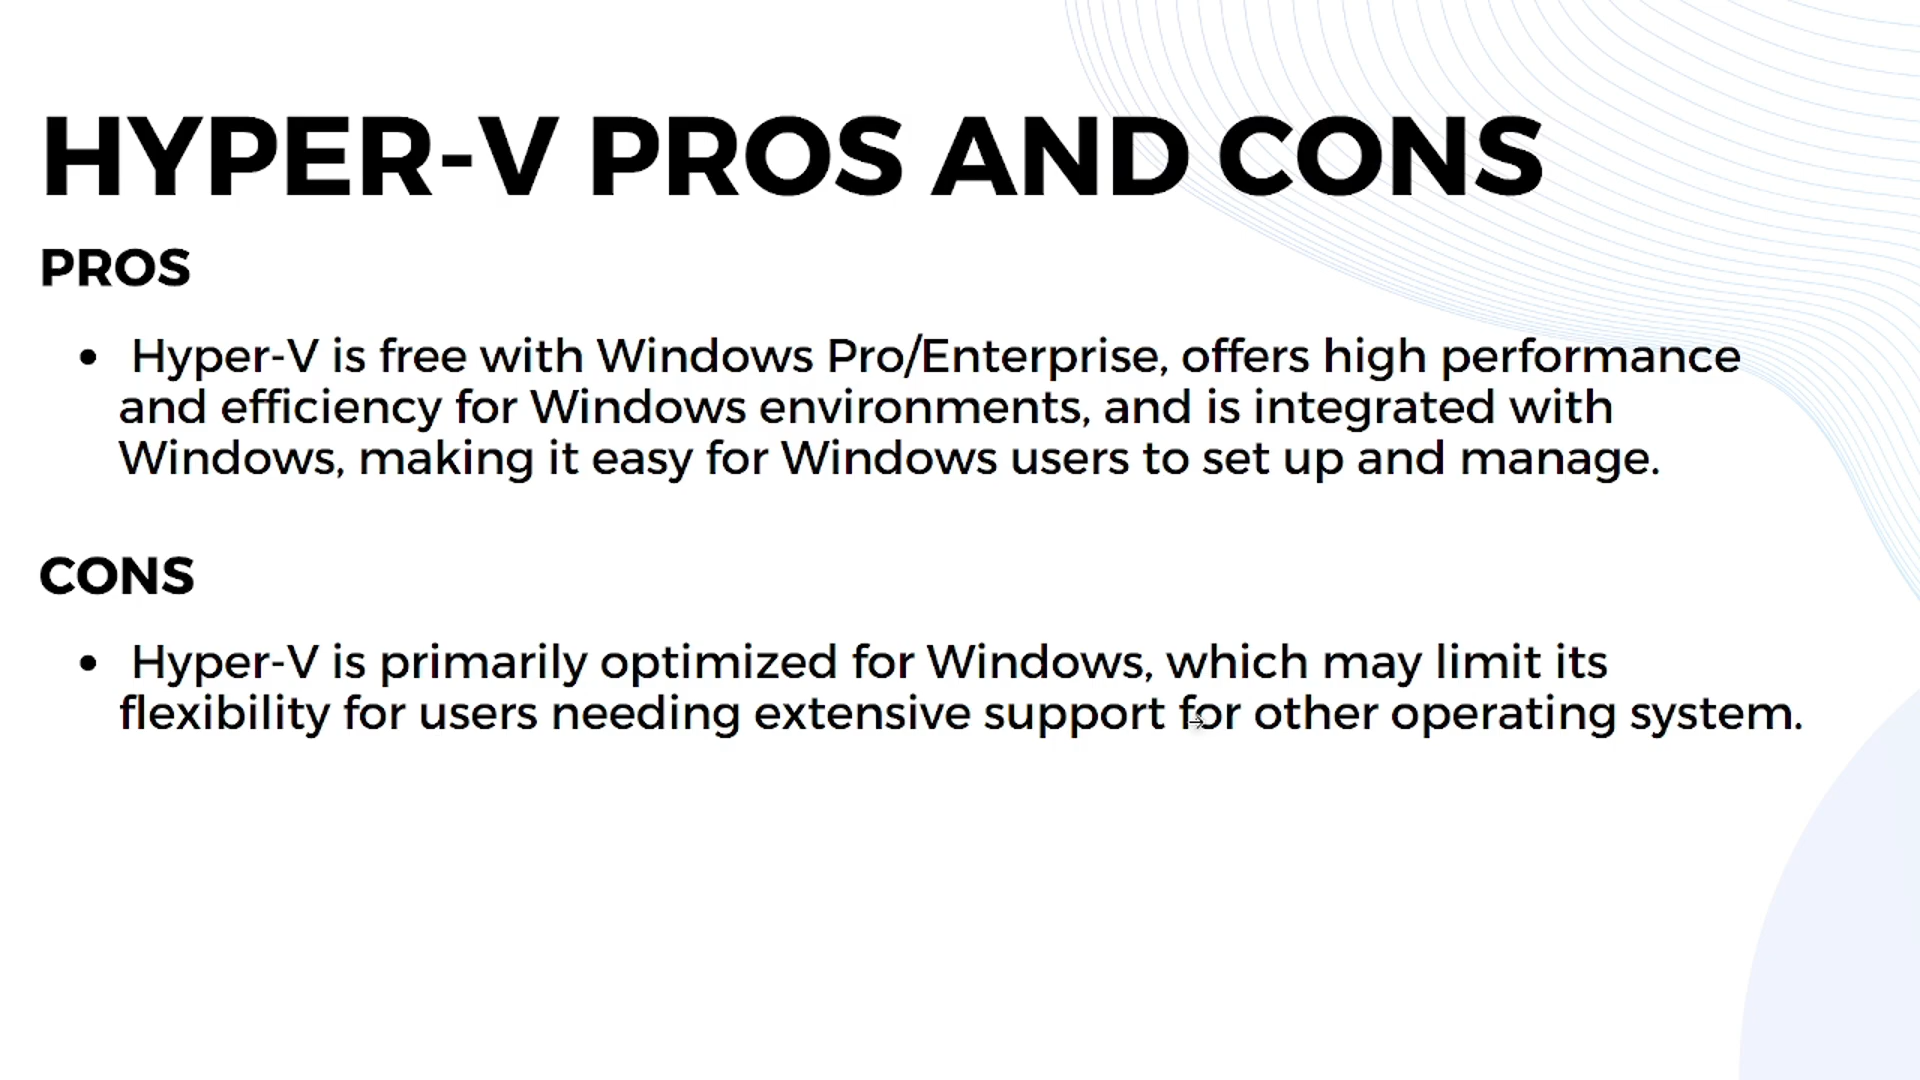 HYPER-V PROS AND CONS
PROS
• Hyper-V is free with Windows Pro/Enterprise, offers high performance
and efficiency for Windows environments, and is integrated with
Windows, making it easy for Windows users to set up and manage.
CONS
• Hyper-V is primarily optimized for Windows, which may limit its
flexibility for users needing extensive support for other operating system.